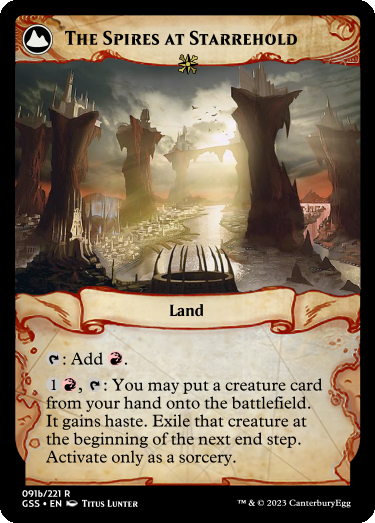 The Spires at Starrehold
Land
: Add .
1 , : You may put a creature card
from your hand onto the battlefield.
It gains haste. Exile that creature at
the beginning of the next end step.
Activate only as a sorcery.
091b/221 R
GSS • EN Titus Lunter
™ & © 2023 CanterburyEgg